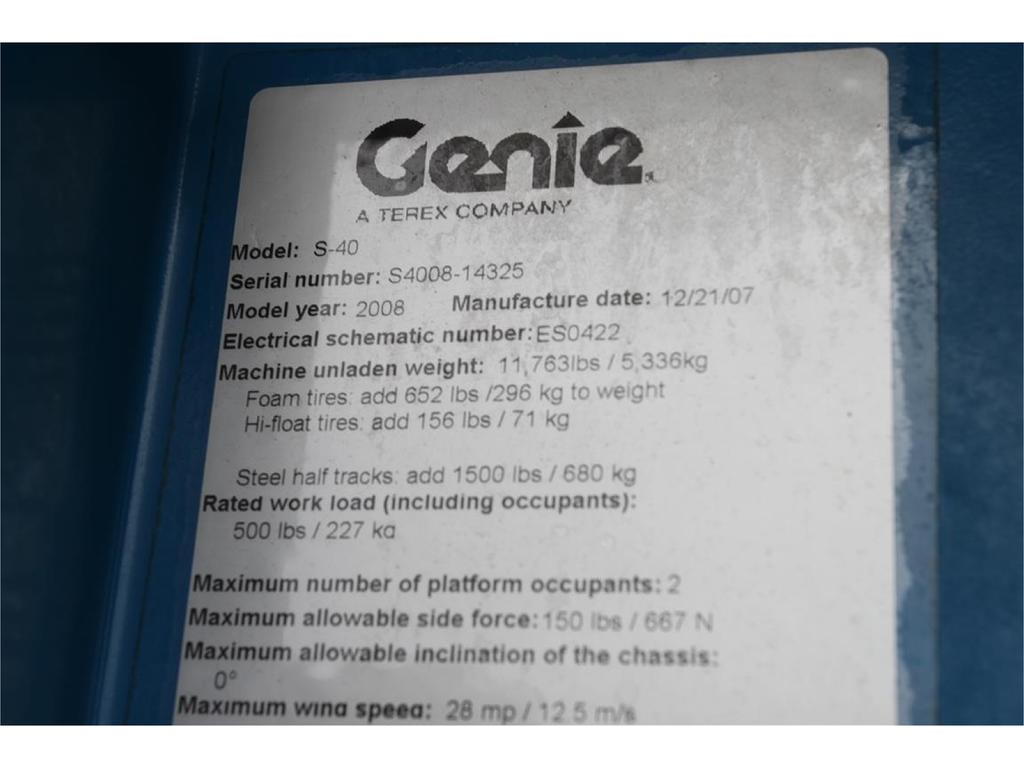 Genie
A TEREX COMPANY
Model: S-40
Serial number: S4008-14325
Model year: 2008 Manufacture date: 12/21/07
Electrical schematic number:ES0422
Machine unladen weight: 11,763lbs / 5,336kg
Foam tires: add 652 lbs /296 kg to weight
Hi-float tires: add 156 lbs / 71 kg
Steel half tracks: add 1500 lbs / 680 kg
Rated work load (including occupants):
500 lbs / 227 kg
Maximum number of platform occupants: 2
Maximum allowable side force:150 lbs / 667 N
Maximum allowable inclination of the chassis:
0°
Maximum wind speed: 28 mp / 12.5 m/s